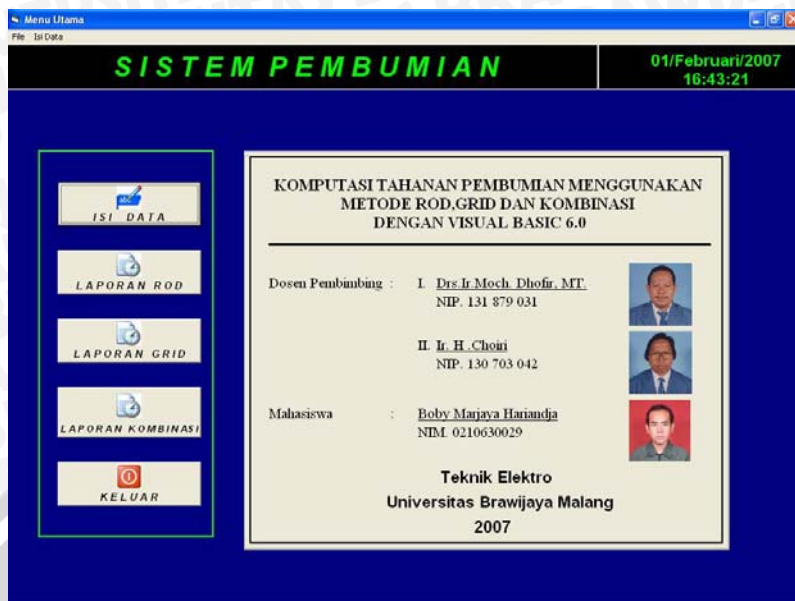 Menu Utama
File Isi Data
SISTEM PEMBUMIAN
01/Februari/2007
16:43:21
ISI DATA
LAPORAN ROD
LAPORAN GRID
LAPORAN KOMBINASI
KELUAR
KOMPUTASI TAHANAN PEMBUMIAN MENGGUNAKAN
METODE ROD,GRID DAN KOMBINASI
DENGAN VISUAL BASIC 6.0
Dosen Pembimbing : I. Drs.Ir.Moch. Dhofir, MT.
NIP. 131 879 031
II. Ir. H .Choiri
NIP. 130 703 042
Mahasiswa : Boby Marjaya Hariandja
NIM. 0210630029
Teknik Elektro
Universitas Brawijaya Malang
2007